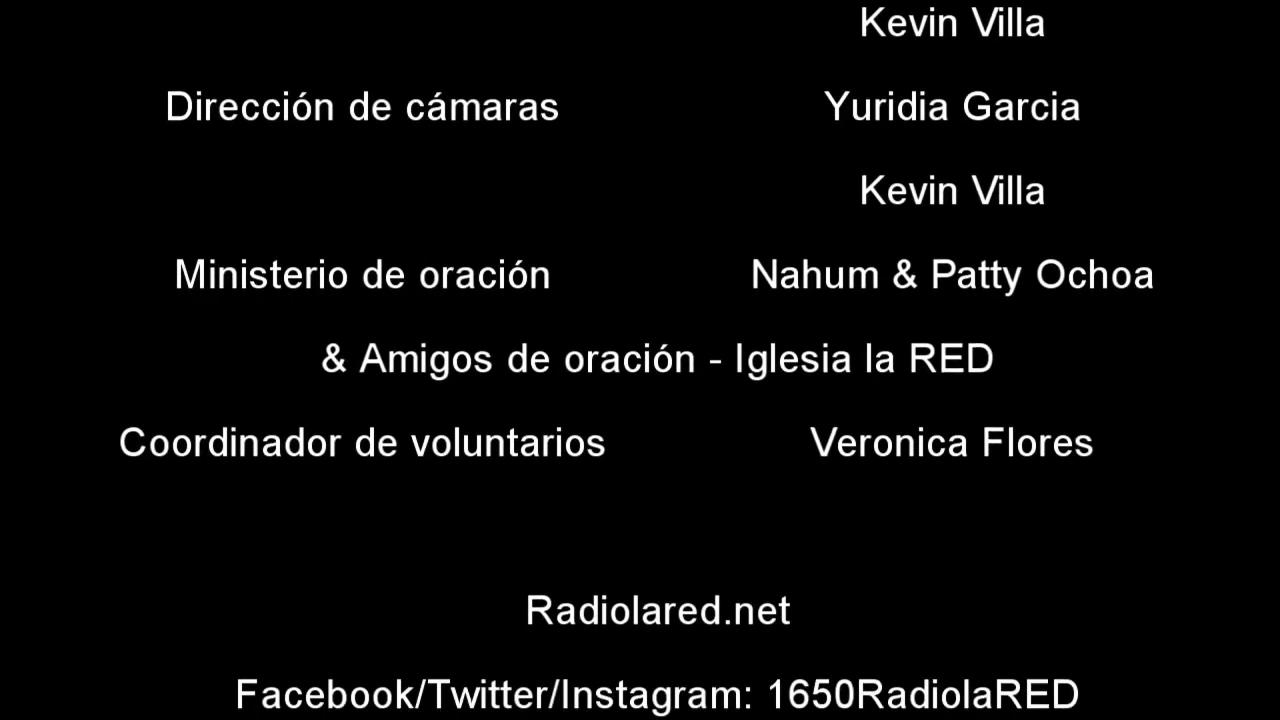 Kevin Villa
Dirección de cámaras Yuridia Garcia
Kevin Villa
Ministerio de oración Nahum & Patty Ochoa
& Amigos de oración - Iglesia la RED
Coordinador de voluntarios Veronica Flores
Radiolared.net
Facebook/Twitter/Instagram: 1650RadiolaRED